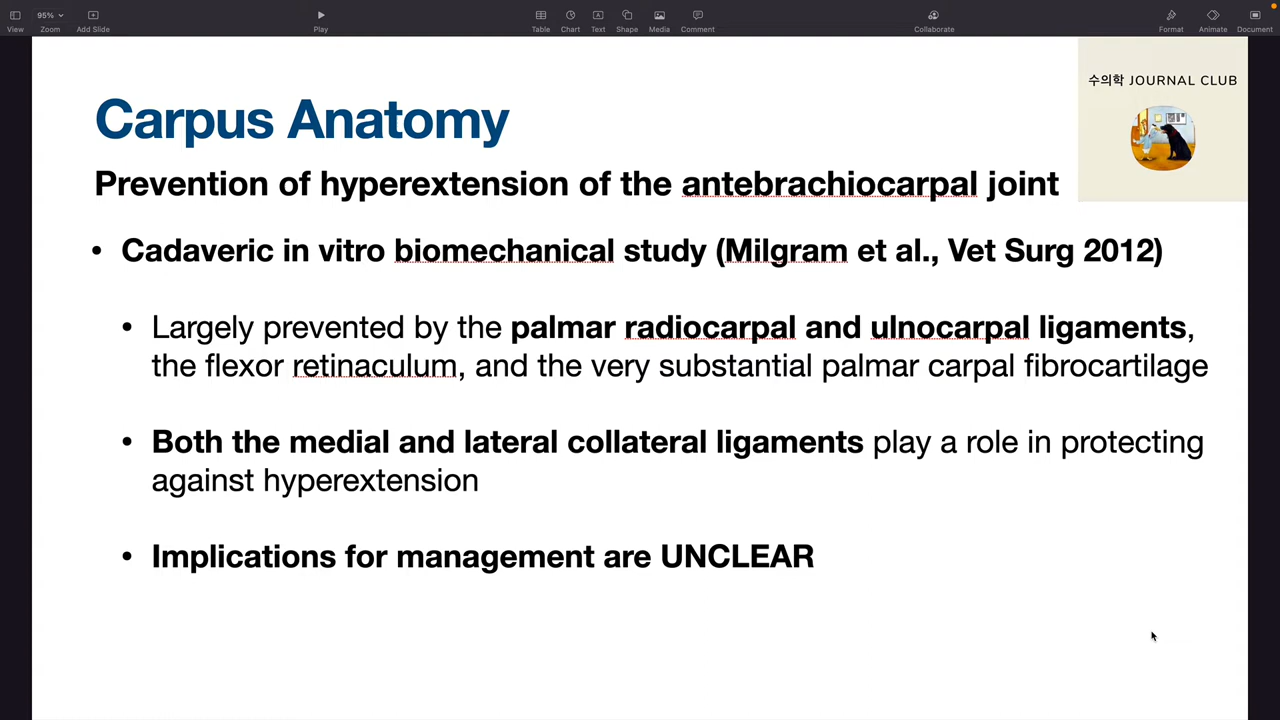 95%
View
Zoom
Add Slide
Play
Table
Chart
Text
Shape
Media
Comment
Collaborate
Format
Animate
Document
수의학 JOURNAL CLUB
Carpus Anatomy
Prevention of hyperextension of the antebrachiocarpal joint
• Cadaveric in vitro biomechanical study (Milgram et al., Vet Surg 2012)
• Largely prevented by the palmar radiocarpal and ulnocarpal ligaments,
the flexor retinaculum, and the very substantial palmar carpal fibrocartilage
• Both the medial and lateral collateral ligaments play a role in protecting
against hyperextension
• Implications for management are UNCLEAR